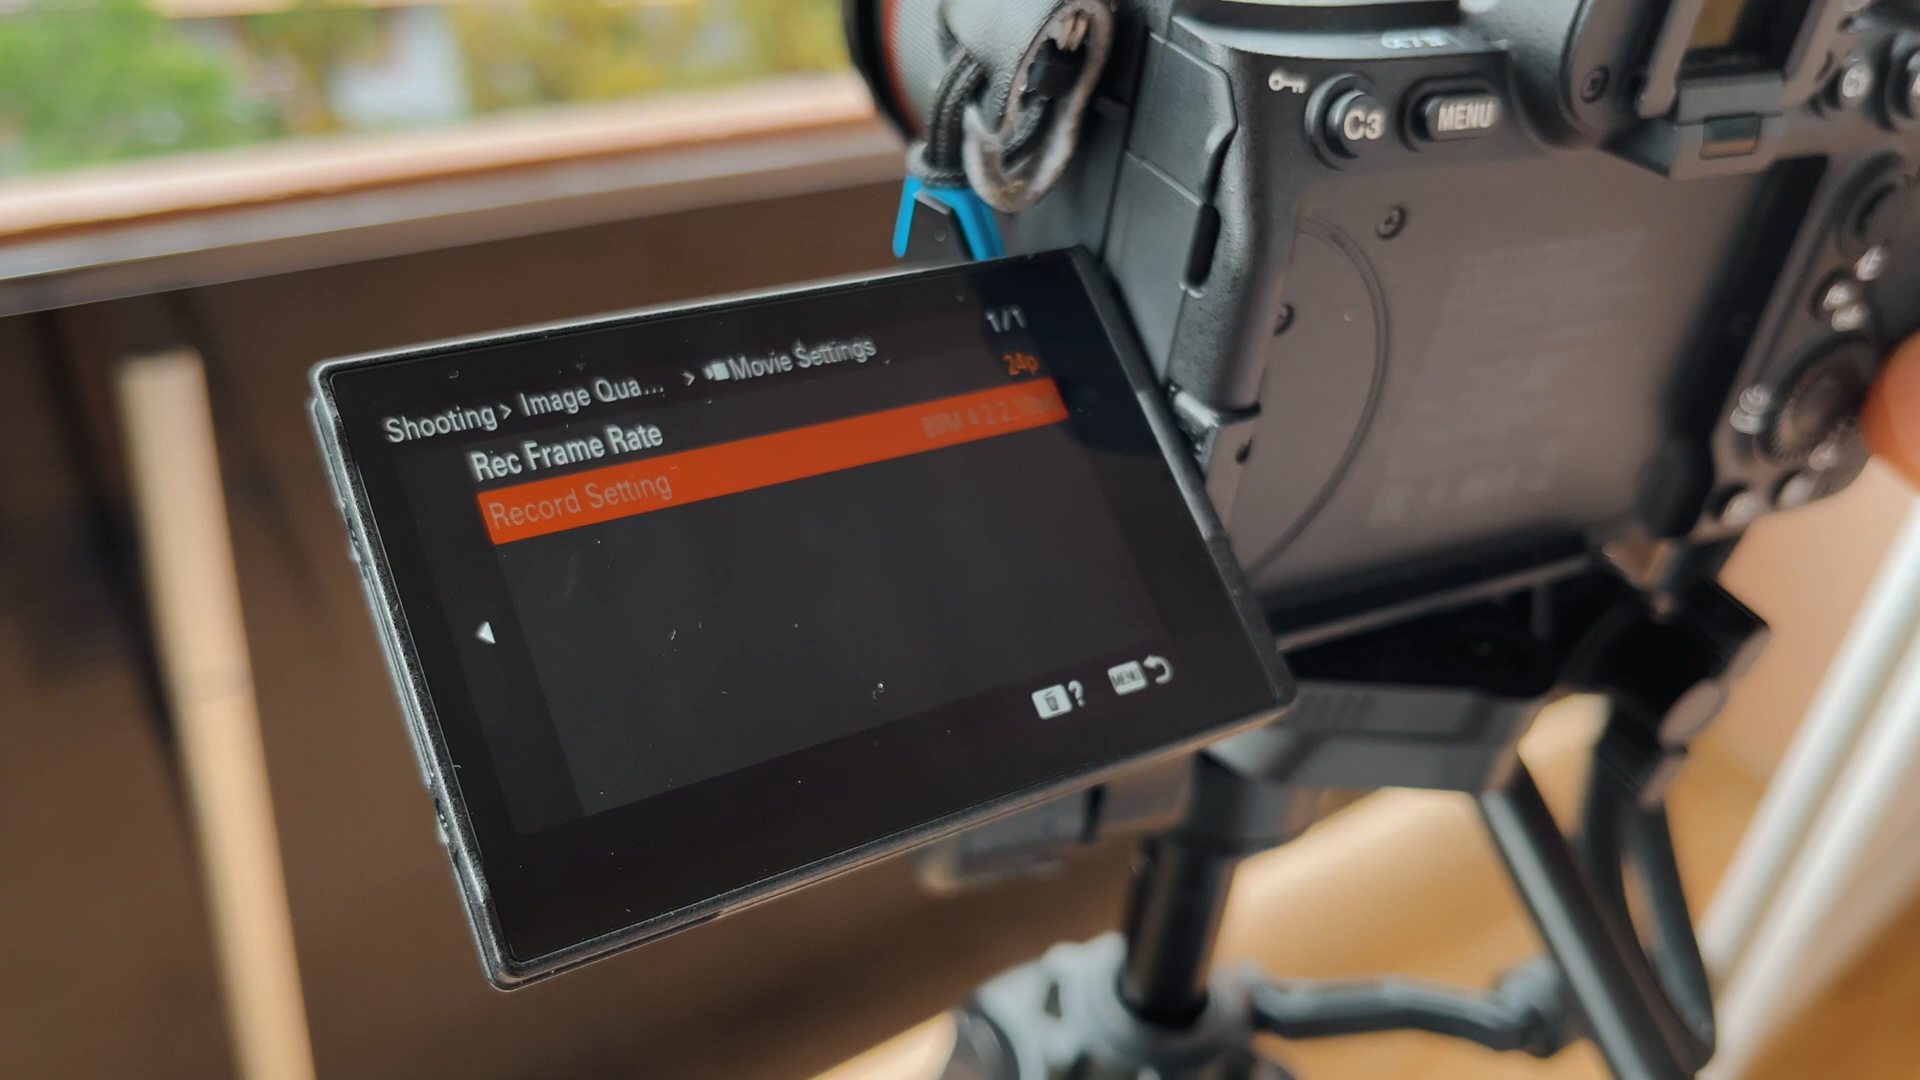 C3
MENU
1/1
Shooting > Image Qua... > Movie Settings
Rec Frame Rate 24p
Record Setting
? MENU